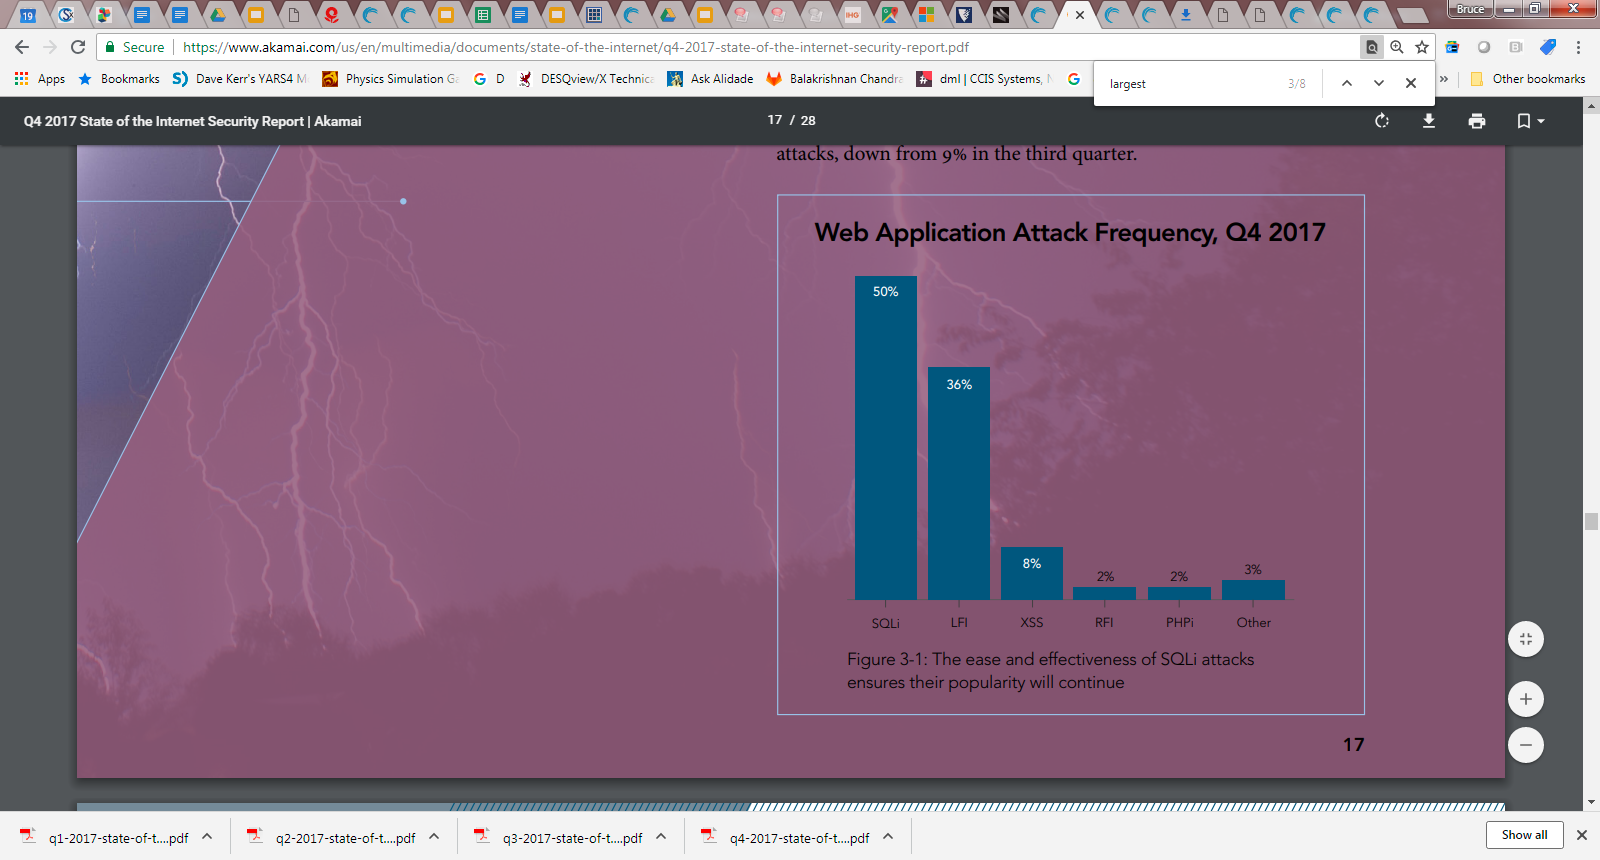 19
Bruce
Secure
https://www.akamai.com/us/en/multimedia/documents/state-of-the-internet/q4-2017-state-of-the-internet-security-report.pdf
Apps
Bookmarks
Dave Kerr's YARS4 M
Physics Simulation Ga
G D
DESQview/X Technica
Ask Alidade
Balakrishnan Chandra
dml | CCIS Systems, N
G
»
Other bookmarks
largest
3/8
Q4 2017 State of the Internet Security Report | Akamai
17 / 28
attacks, down from 9% in the third quarter.
Web Application Attack Frequency, Q4 2017
50%
36%
8%
2%
2%
3%
SQLi
LFI
XSS
RFI
PHPi
Other
Figure 3-1: The ease and effectiveness of SQLi attacks
ensures their popularity will continue
17
q1-2017-state-of-t....pdf
q2-2017-state-of-t....pdf
q3-2017-state-of-t....pdf
q4-2017-state-of-t....pdf
Show all